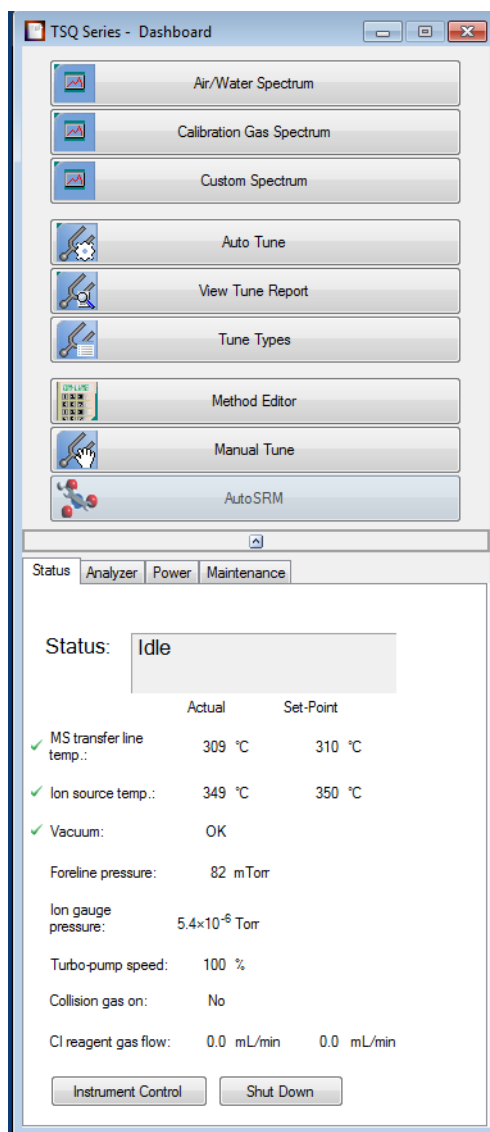 TSQ Series - Dashboard
Air/Water Spectrum
Calibration Gas Spectrum
Custom Spectrum
Auto Tune
View Tune Report
Tune Types
Method Editor
Manual Tune
AutoSRM
Status Analyzer Power Maintenance
Status: Idle
Actual Set-Point
MS transfer line
temp.: 309 °C 310 °C
Ion source temp.: 349 °C 350 °C
Vacuum: OK
Foreline pressure: 82 mTorr
Ion gauge
pressure: 5.4×10⁻⁶ Torr
Turbo-pump speed: 100 %
Collision gas on: No
CI reagent gas flow: 0.0 mL/min 0.0 mL/min
Instrument Control Shut Down